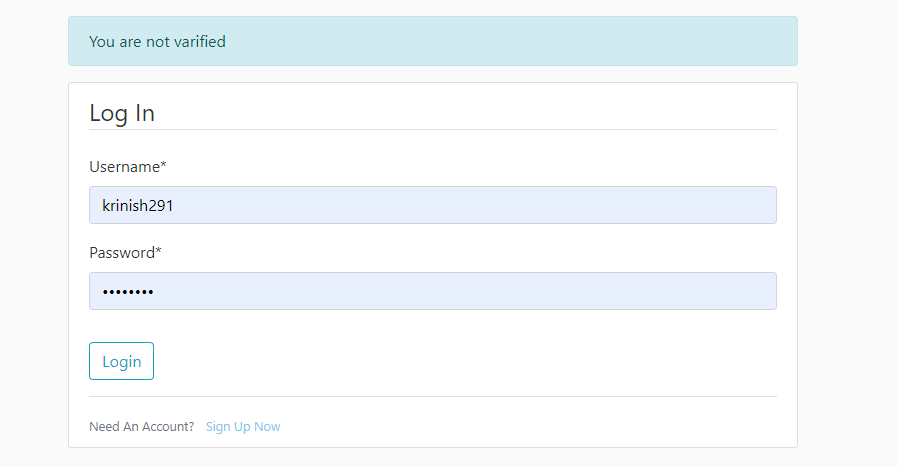 You are not varified
Log In
Username*
krinish291
Password*
••••••••
Login
Need An Account? Sign Up Now